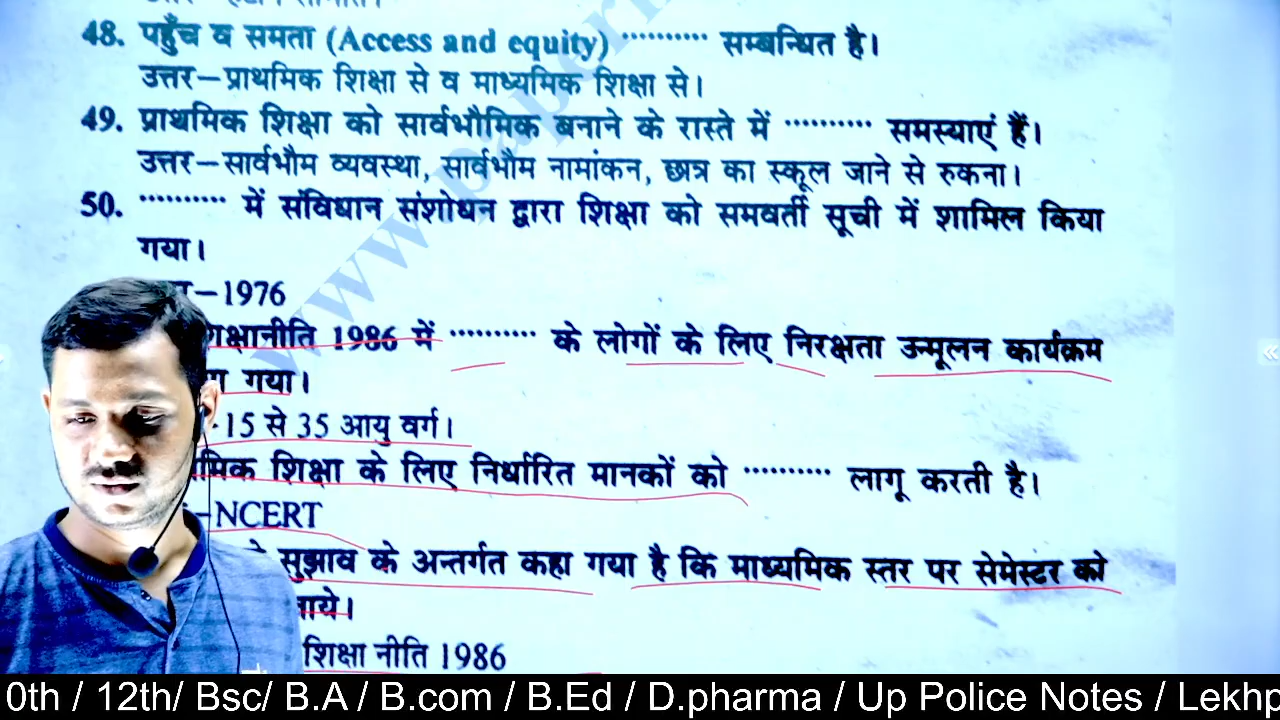 48. पहुँच व समता (Access and equity) ·········· सम्बन्धित है।
उत्तर–प्राथमिक शिक्षा से व माध्यमिक शिक्षा से।
49. प्राथमिक शिक्षा को सार्वभौमिक बनाने के रास्ते में ·········· समस्याएं हैं।
उत्तर–सार्वभौम व्यवस्था, सार्वभौम नामांकन, छात्र का स्कूल जाने से रुकना।
50. ·········· में संविधान संशोधन द्वारा शिक्षा को समवर्ती सूची में शामिल किया
गया।
–1976
1986 में ·········· के लोगों के लिए निरक्षता उन्मूलन कार्यक्रम
गया।
15 से 35 आयु वर्ग।
शिक्षा के लिए निर्धारित मानकों को ·········· लागू करती है।
–NCERT
सुझाव के अन्तर्गत कहा गया है कि माध्यमिक स्तर पर सेमेस्टर को
शिक्षा नीति 1986
0th / 12th/ Bsc/ B.A / B.com / B.Ed / D.pharma / Up Police Notes / Lekhp